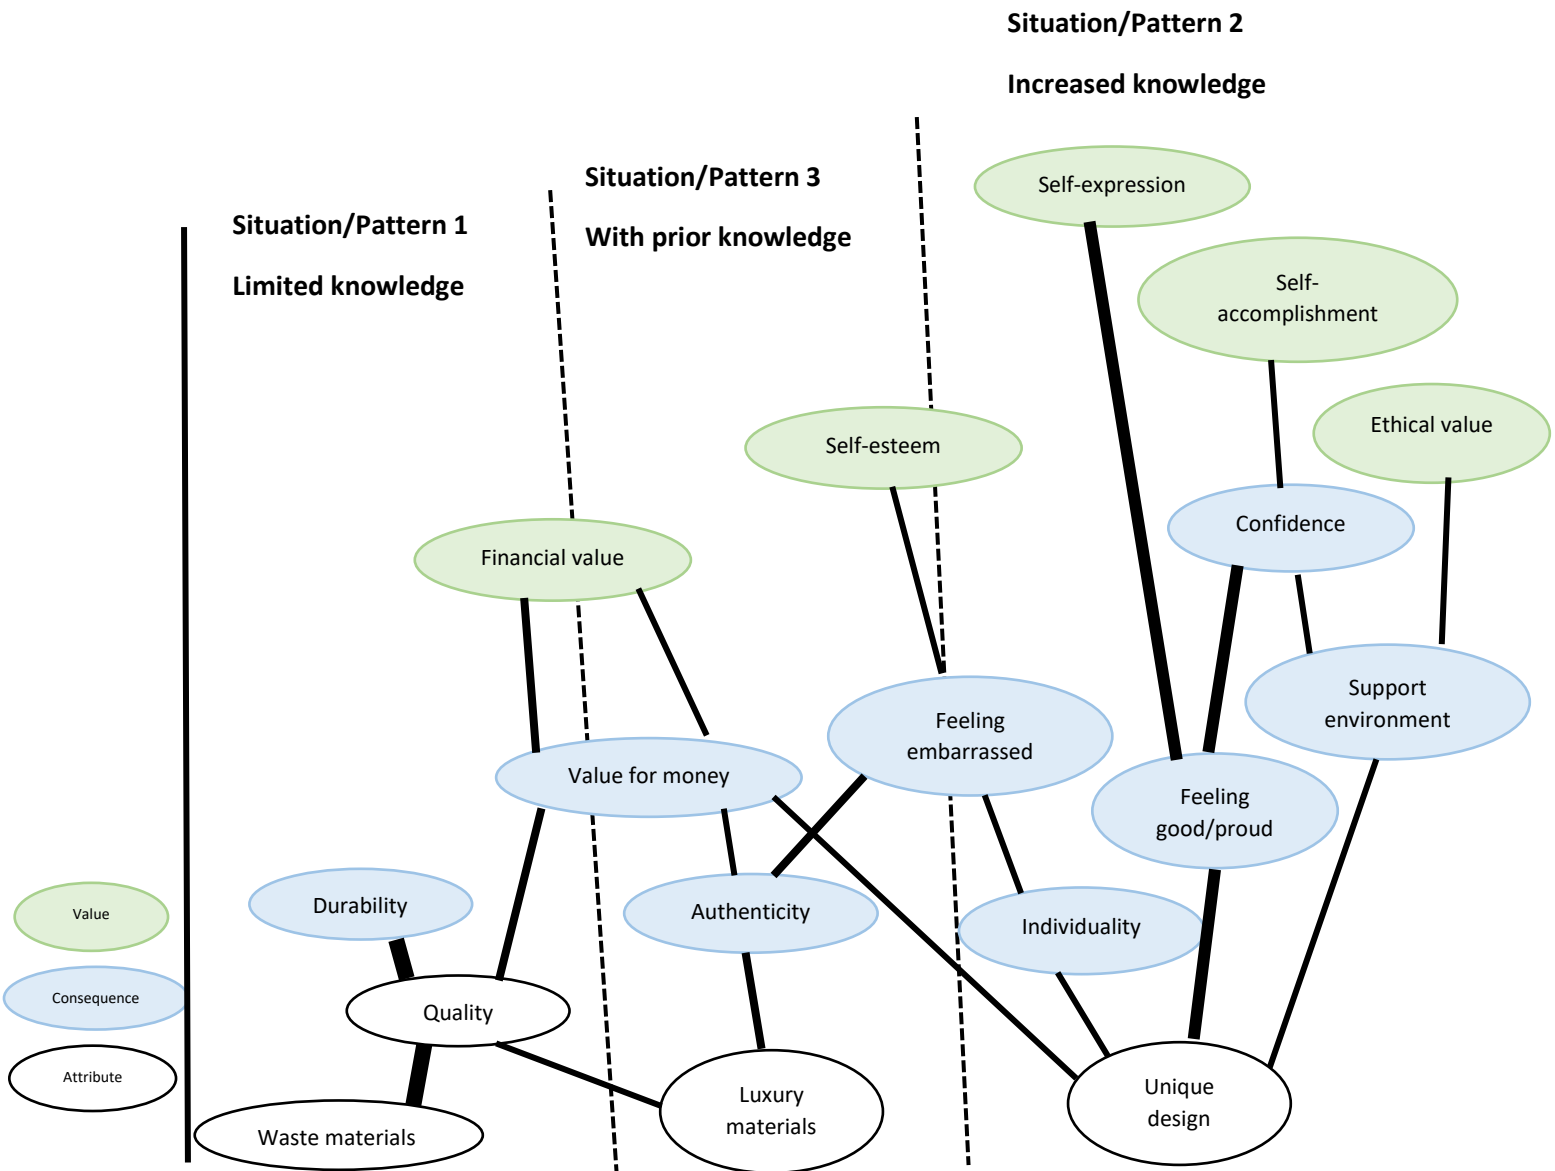 Situation/Pattern 2
Increased knowledge
Situation/Pattern 3
With prior knowledge
Situation/Pattern 1
Limited knowledge
Self-expression
Self-
accomplishment
Ethical value
Self-esteem
Confidence
Financial value
Support
environment
Feeling
embarrassed
Value for money
Feeling
good/proud
Durability
Authenticity
Individuality
Value
Consequence
Attribute
Quality
Luxury
materials
Unique
design
Waste materials